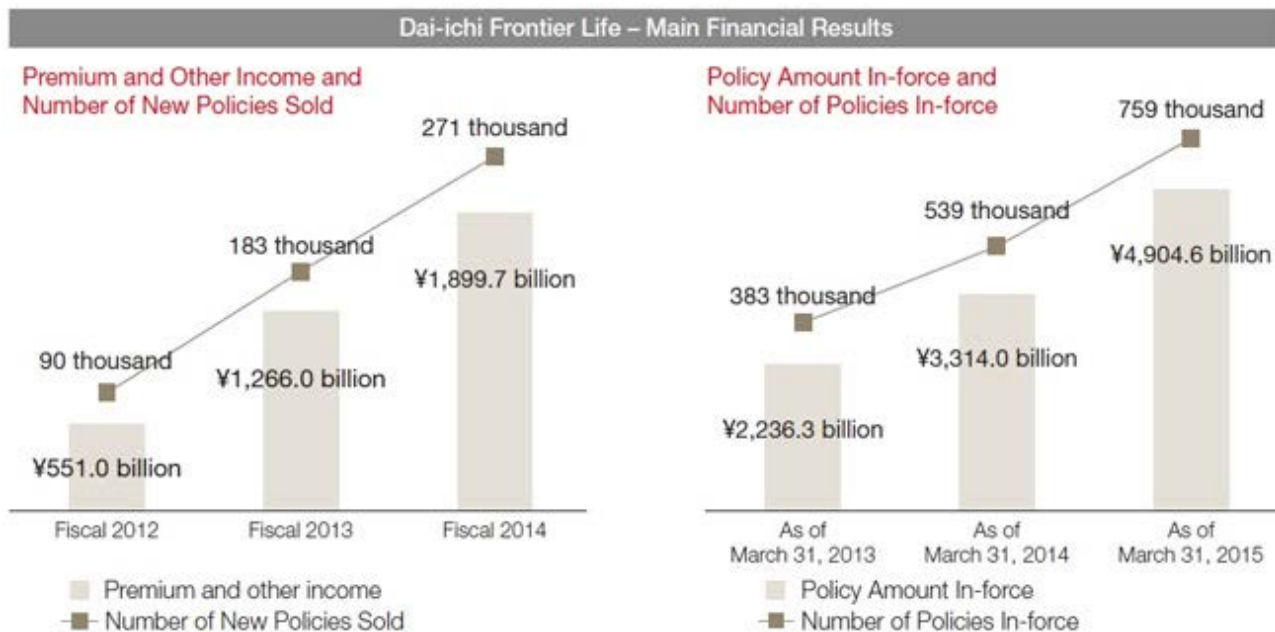 Dai-ichi Frontier Life – Main Financial Results
Premium and Other Income and
Number of New Policies Sold
271 thousand
183 thousand
¥1,899.7 billion
90 thousand
¥1,266.0 billion
¥551.0 billion
Fiscal 2012
Fiscal 2013
Fiscal 2014
Premium and other income
Number of New Policies Sold
Policy Amount In-force and
Number of Policies In-force
759 thousand
539 thousand
¥4,904.6 billion
383 thousand
¥3,314.0 billion
¥2,236.3 billion
As of
March 31, 2013
As of
March 31, 2014
As of
March 31, 2015
Policy Amount In-force
Number of Policies In-force